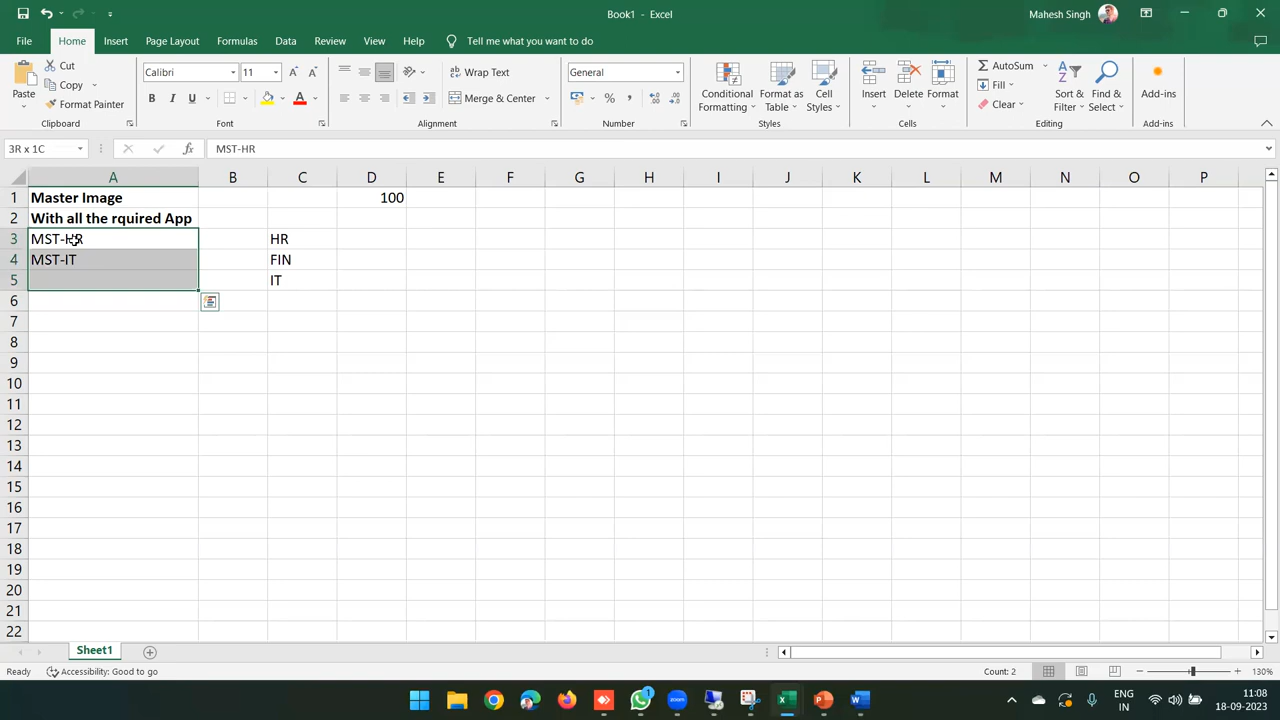 Book1 - Excel
Mahesh Singh
File Home Insert Page Layout Formulas Data Review View Help Tell me what you want to do
Paste
Cut
Copy
Format Painter
Clipboard
Calibri 11
B I U
Font
Wrap Text
Merge & Center
Alignment
General
%
Number
Conditional Formatting
Format as Table
Cell Styles
Styles
Insert Delete Format
Cells
AutoSum
Fill
Clear
Sort & Filter
Find & Select
Editing
Add-ins
Add-ins
3R x 1C
fx
MST-HR
A B C D E F G H I J K L M N O P
1 Master Image 100
2 With all the rquired App
3 MST-HR HR
4 MST-IT FIN
5 IT
6
7
8
9
10
11
12
13
14
15
16
17
18
19
20
21
22
Sheet1
Ready Accessibility: Good to go Count: 2 130%
1
ENG
IN
11:08
18-09-2023